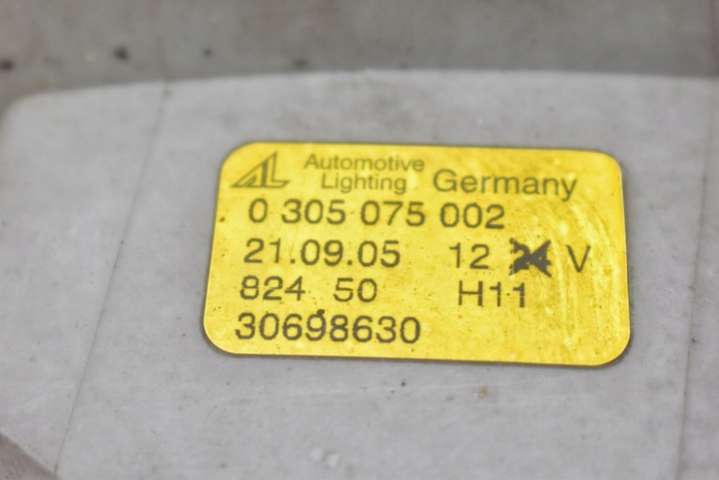 AL Automotive Lighting Germany
0 305 075 002
21.09.05 12 24 V
824 50 H11
30698630